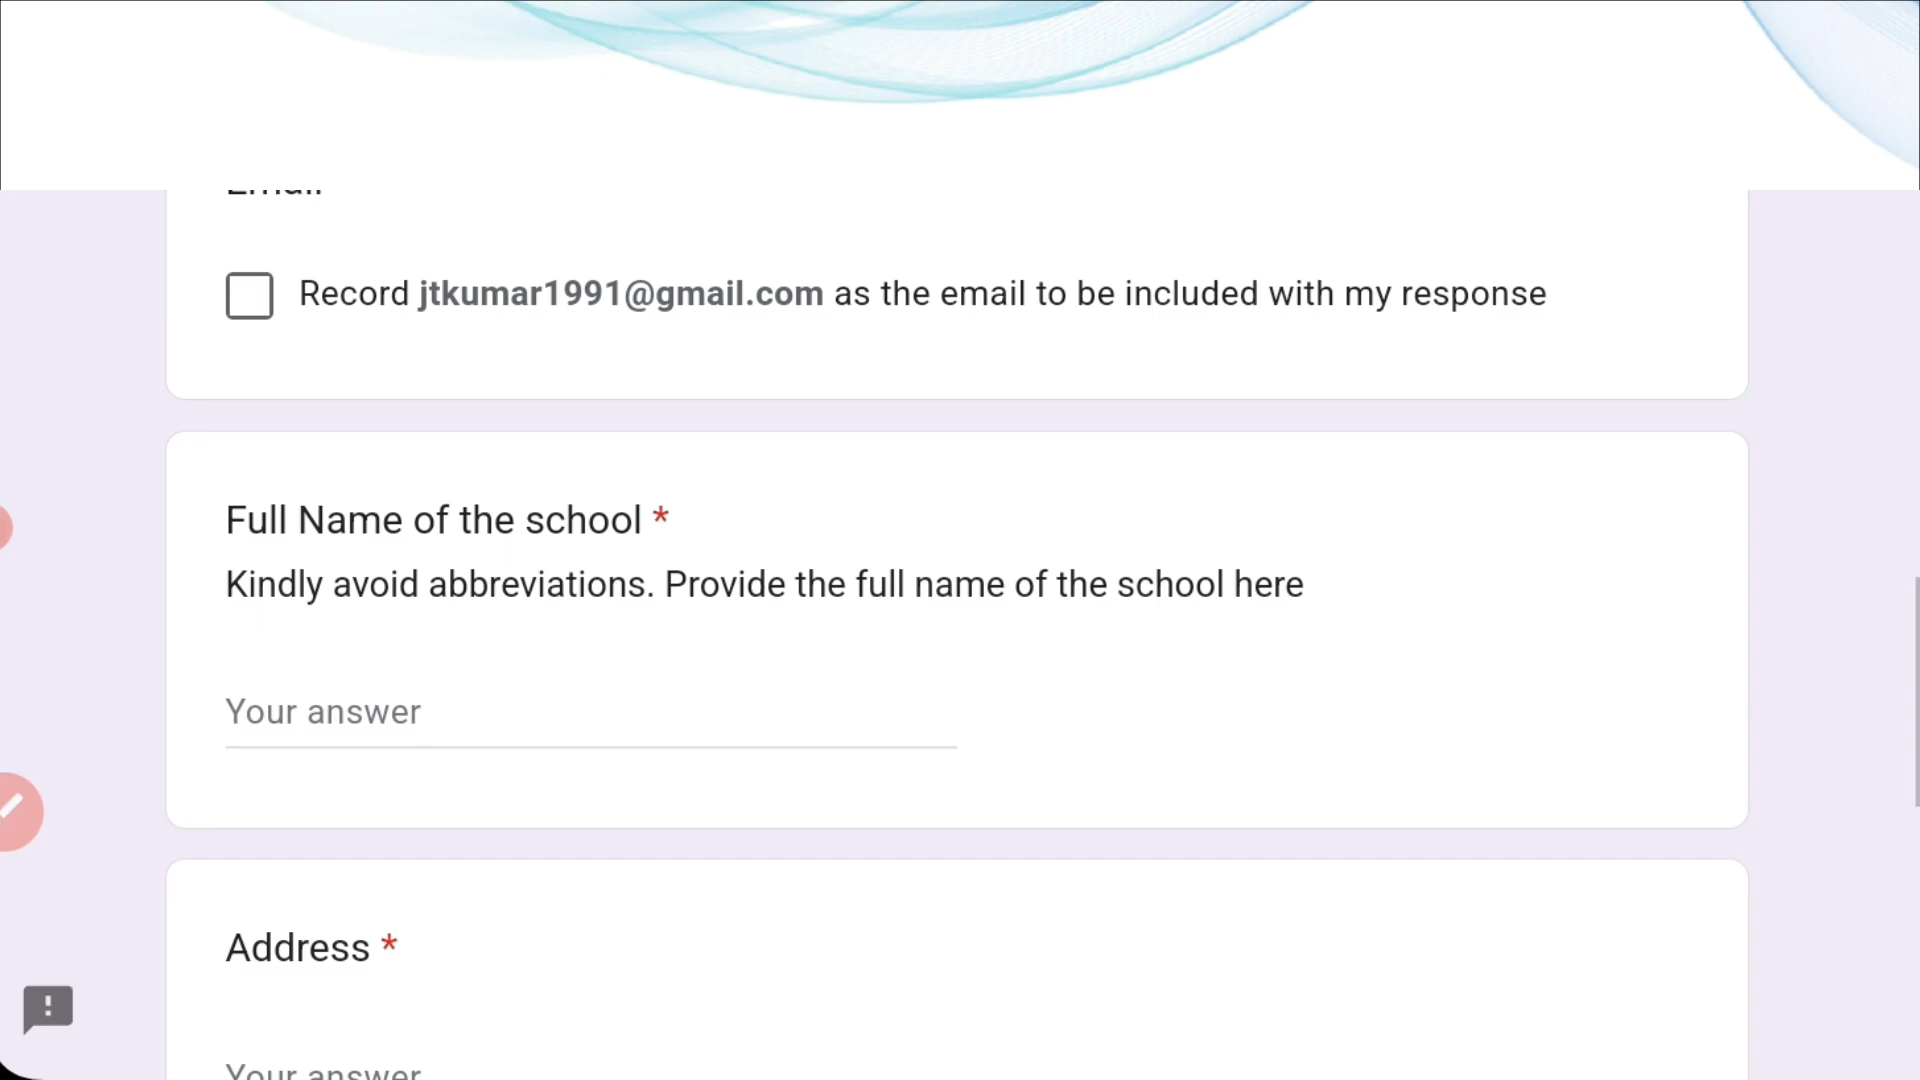 Email
Record jtkumar1991@gmail.com as the email to be included with my response
Full Name of the school *
Kindly avoid abbreviations. Provide the full name of the school here
Your answer
Address *
Your answer